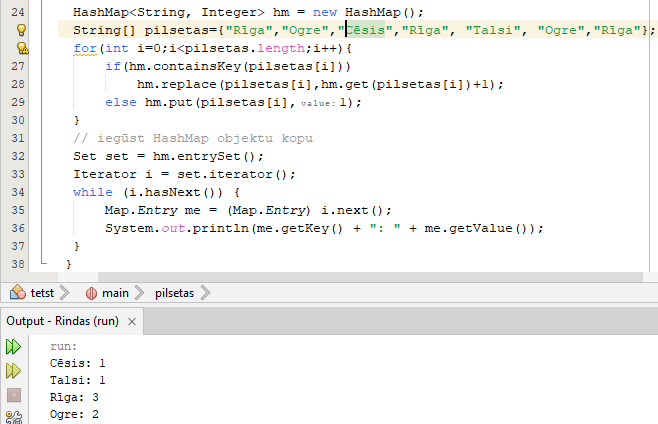 24 HashMap<String, Integer> hm = new HashMap();
String[] pilsetas={"Rīga","Ogre","Cēsis","Rīga", "Talsi", "Ogre","Rīga"};
for(int i=0;i<pilsetas.length;i++){
27 if(hm.containsKey(pilsetas[i]))
28 hm.replace(pilsetas[i],hm.get(pilsetas[i])+1);
29 else hm.put(pilsetas[i], value: 1);
30 }
31 // iegūst HashMap objektu kopu
32 Set set = hm.entrySet();
33 Iterator i = set.iterator();
34 while (i.hasNext()) {
35 Map.Entry me = (Map.Entry) i.next();
36 System.out.println(me.getKey() + ": " + me.getValue());
37 }
38 }
tetst main pilsetas
Output - Rindas (run) ×
run:
Cēsis: 1
Talsi: 1
Rīga: 3
Ogre: 2